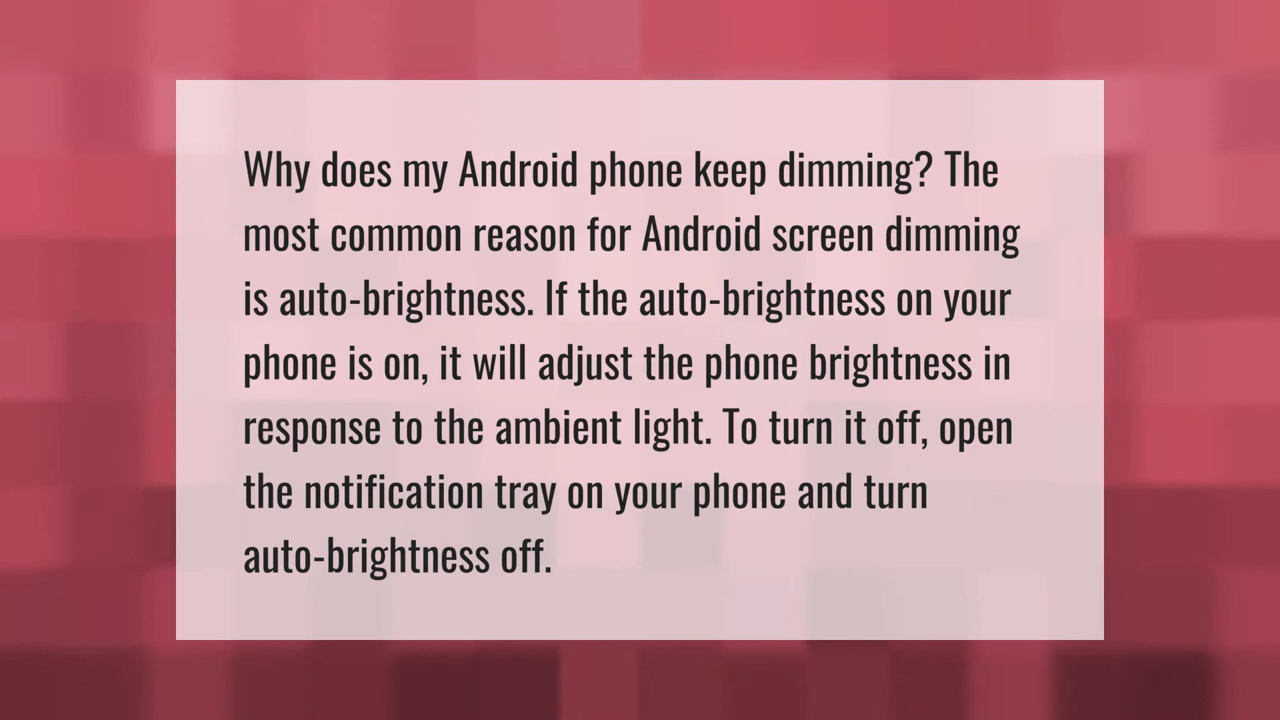 Why does my Android phone keep dimming? The
most common reason for Android screen dimming
is auto-brightness. If the auto-brightness on your
phone is on, it will adjust the phone brightness in
response to the ambient light. To turn it off, open
the notification tray on your phone and turn
auto-brightness off.